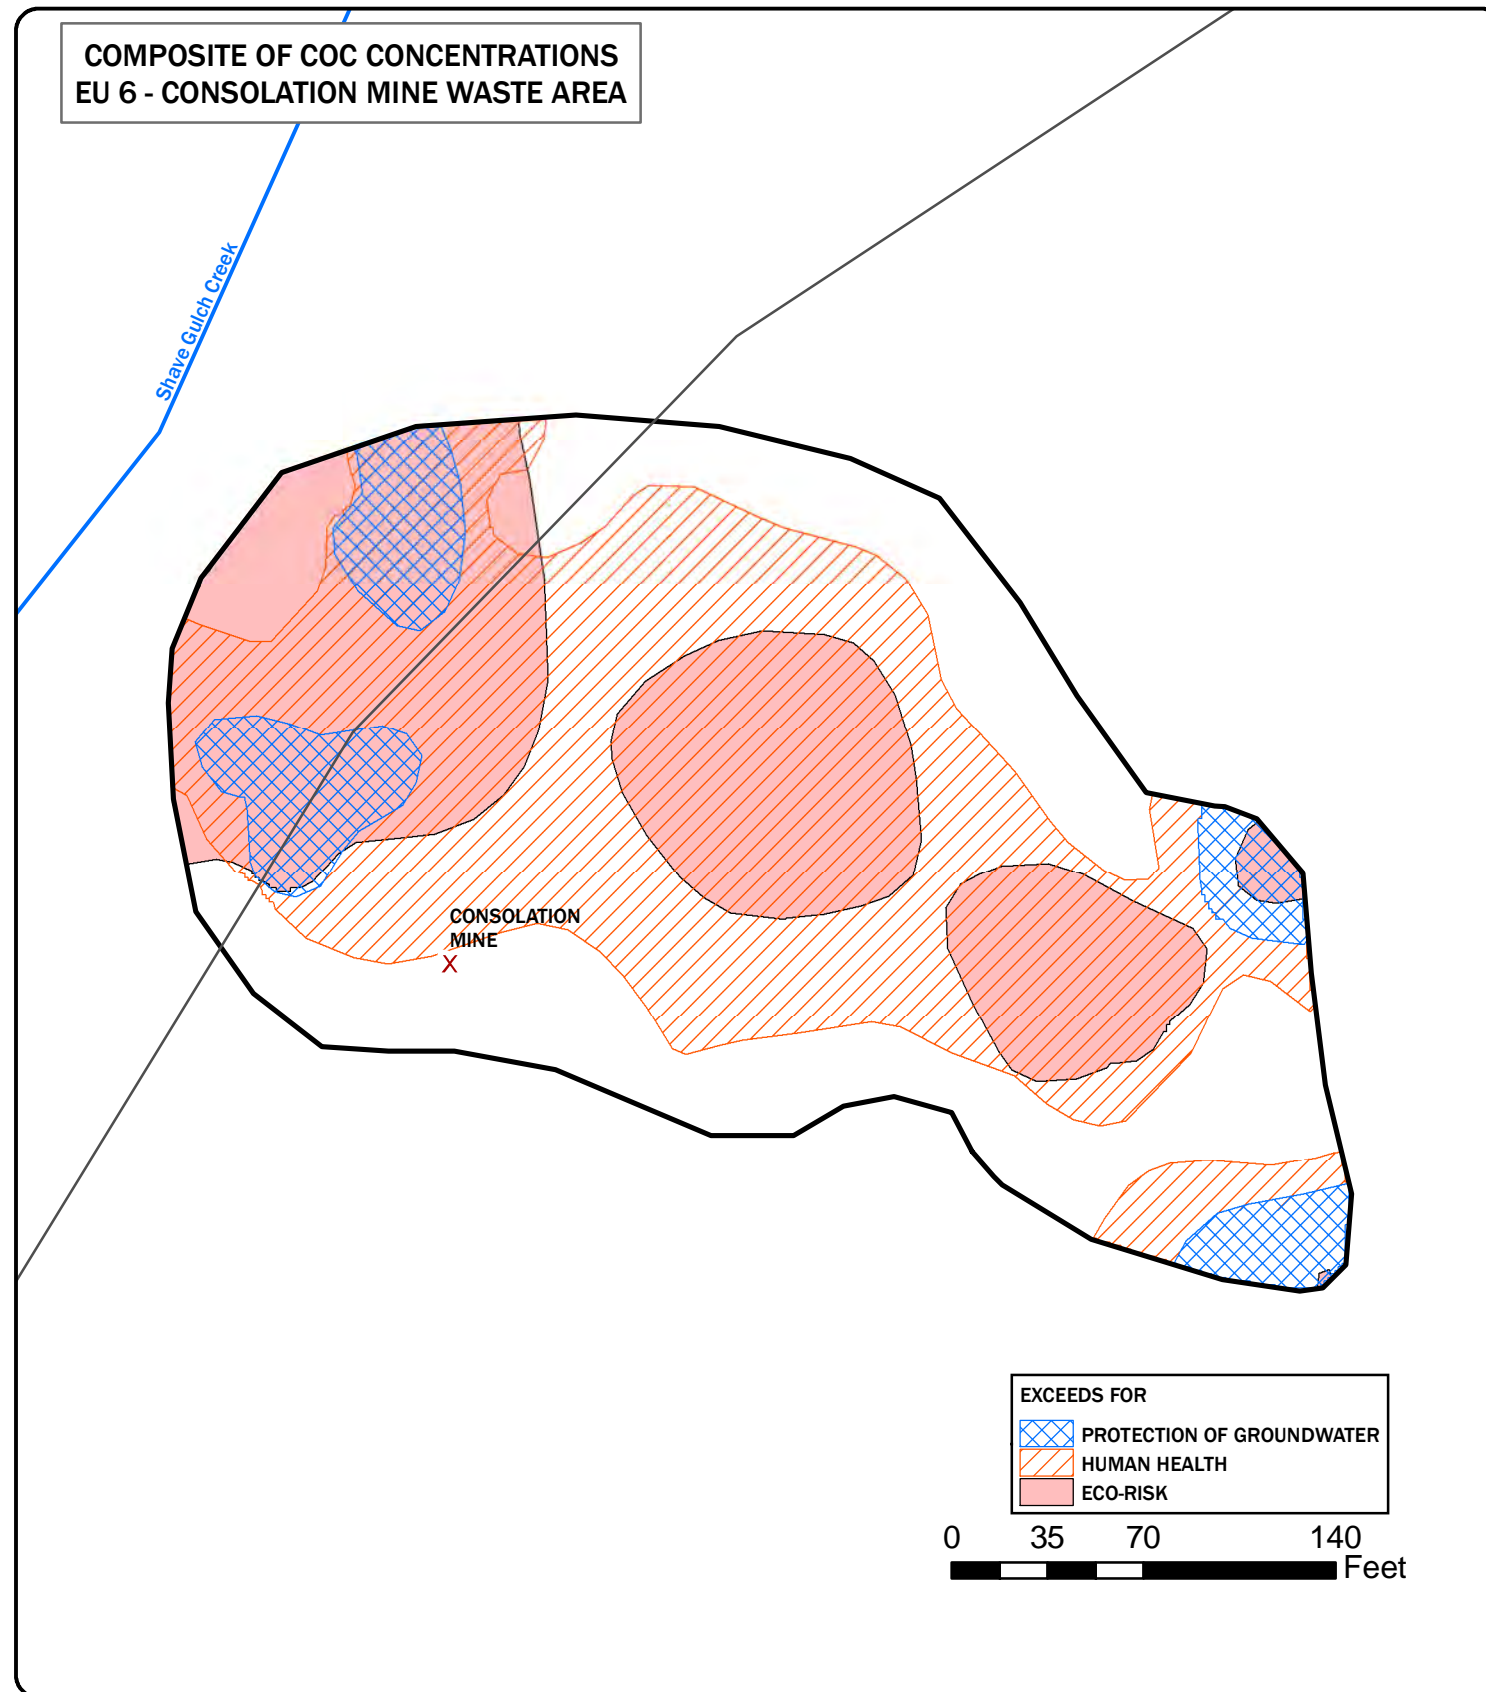 COMPOSITE OF COC CONCENTRATIONS
EU 6 - CONSOLATION MINE WASTE AREA
Shave Gulch Creek
CONSOLATION
MINE
X
EXCEEDS FOR
PROTECTION OF GROUNDWATER
HUMAN HEALTH
ECO-RISK
0 35 70 140
Feet